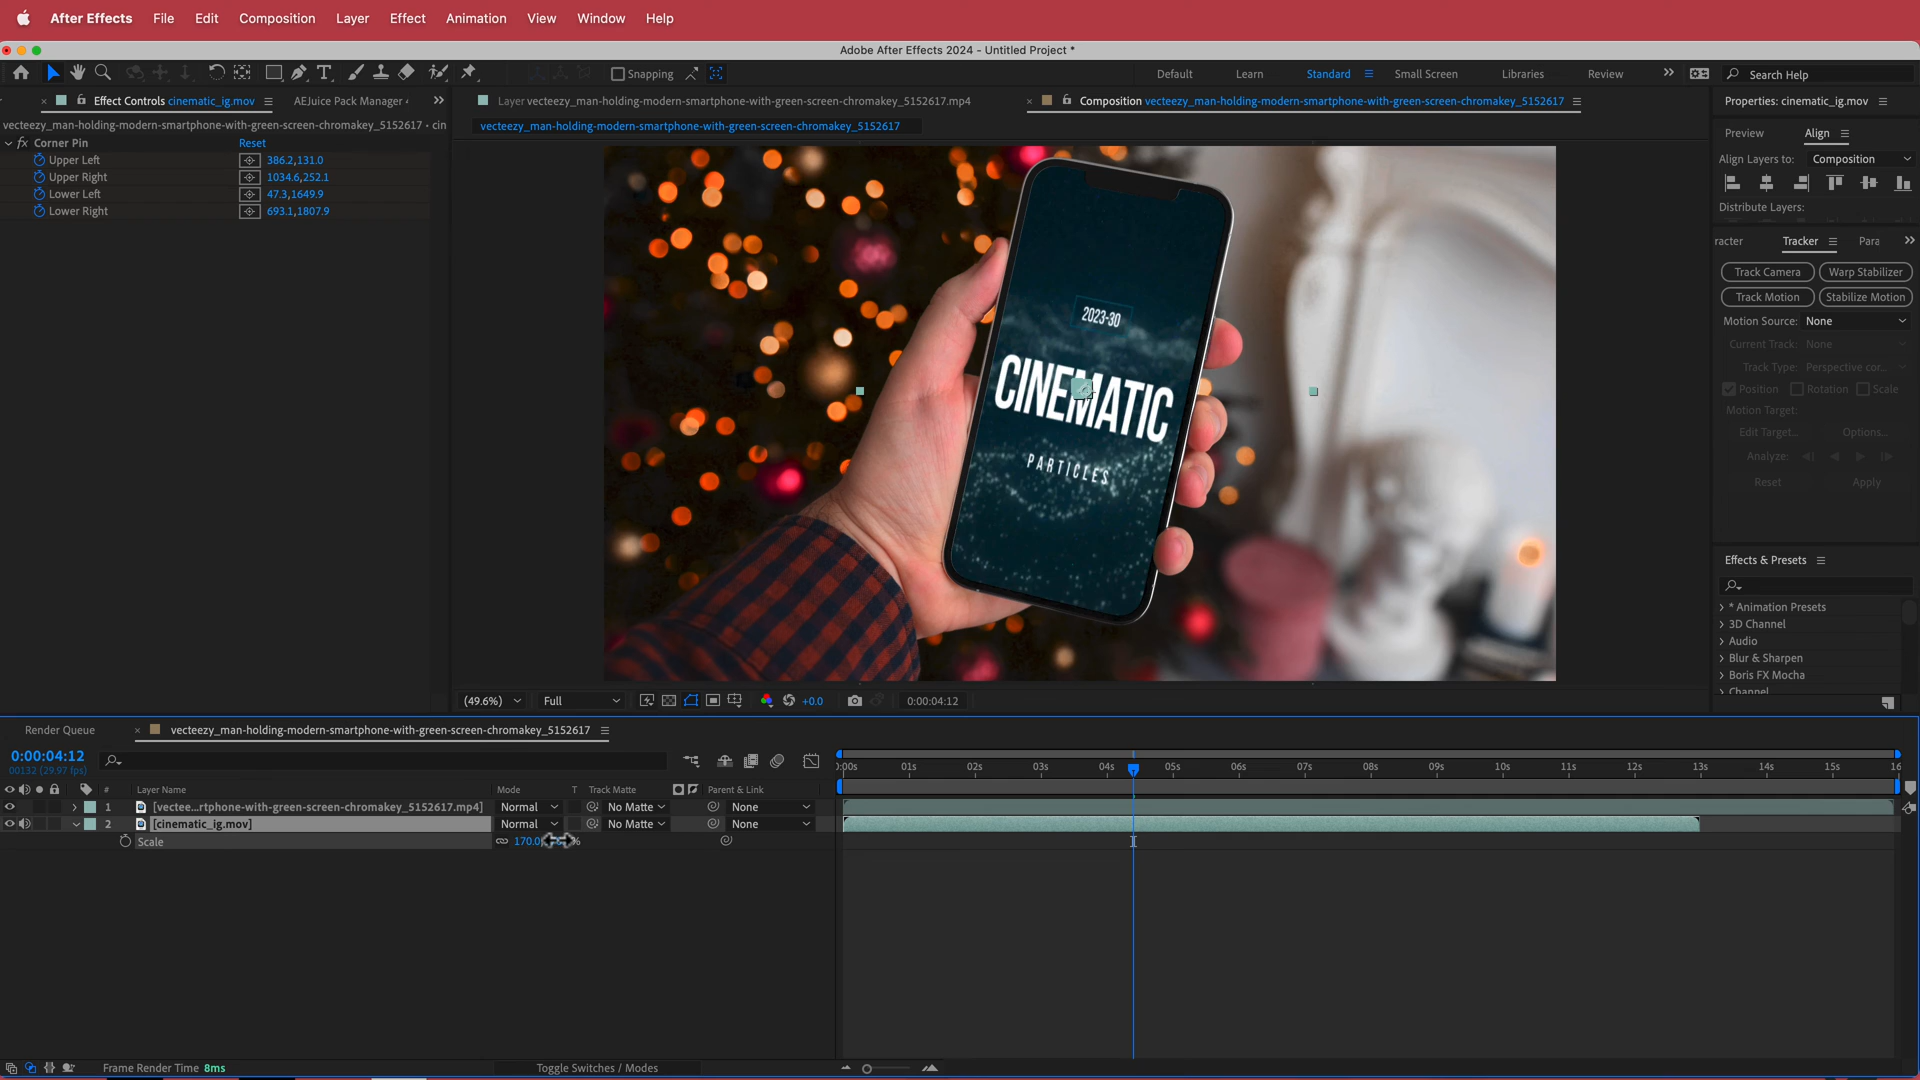 After Effects File Edit Composition Layer Effect Animation View Window Help
Adobe After Effects 2024 - Untitled Project *
Snapping
Default Learn Standard Small Screen Libraries Review
Search Help
Effect Controls cinematic_ig.mov
AEJuice Pack Manager
Layer vecteezy_man-holding-modern-smartphone-with-green-screen-chromakey_5152617.mp4
Composition vecteezy_man-holding-modern-smartphone-with-green-screen-chromakey_5152617
Properties: cinematic_ig.mov
vecteezy_man-holding-modern-smartphone-with-green-screen-chromakey_5152617 • cin
vecteezy_man-holding-modern-smartphone-with-green-screen-chromakey_5152617
fx Corner Pin Reset
Upper Left 386.2,131.0
Upper Right 1034.6,252.1
Lower Left 47.3,1649.9
Lower Right 693.1,1807.9
2023-30
CINEMATIC
PARTICLES
Preview Align
Align Layers to: Composition
Distribute Layers:
racter Tracker Para
Track Camera Warp Stabilizer
Track Motion Stabilize Motion
Motion Source: None
Current Track: None
Track Type: Perspective cor...
Position Rotation Scale
Motion Target:
Edit Target... Options...
Analyze:
Reset Apply
Effects & Presets
* Animation Presets
3D Channel
Audio
Blur & Sharpen
Boris FX Mocha
Channel
(49.6%) Full +0.0 0:00:04:12
Render Queue vecteezy_man-holding-modern-smartphone-with-green-screen-chromakey_5152617
0:00:04:12
00132 (29.97 fps)
:00s 01s 02s 03s 04s 05s 06s 07s 08s 09s 10s 11s 12s 13s 14s 15s 16
# Layer Name Mode T Track Matte Parent & Link
1 [vectee...rtphone-with-green-screen-chromakey_5152617.mp4] Normal No Matte None
2 [cinematic_ig.mov] Normal No Matte None
Scale 170.0 %
Frame Render Time 8ms
Toggle Switches / Modes